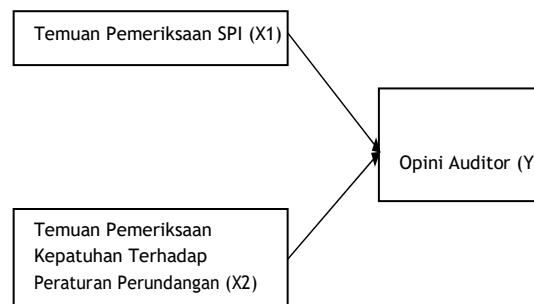 Temuan Pemeriksaan SPI (X1)
Opini Auditor (Y
Temuan Pemeriksaan
Kepatuhan Terhadap
Peraturan Perundangan (X2)